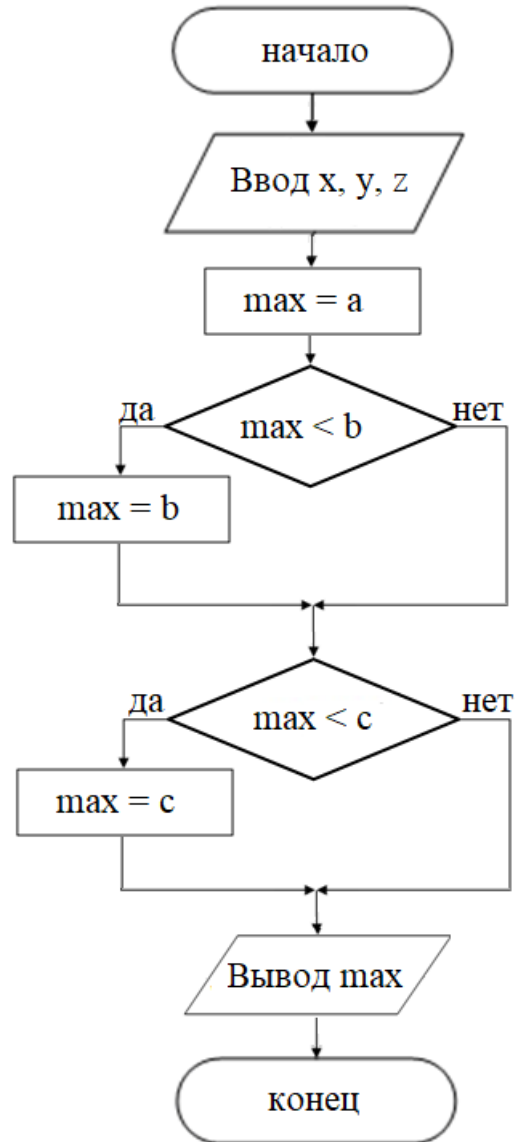 начало
Ввод x, y, z
max = a
да
нет
max < b
max = b
да
нет
max < c
max = c
Вывод max
конец